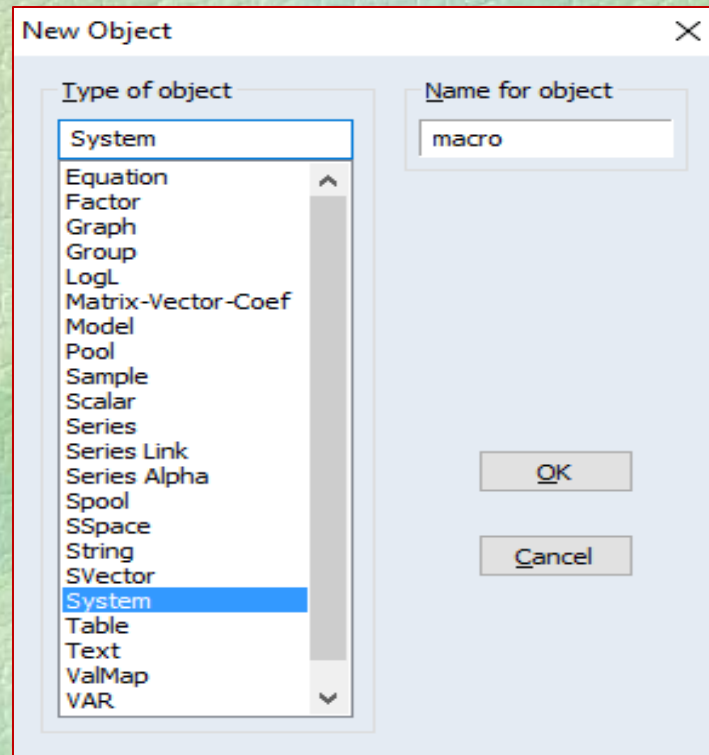 New Object
Type of object
System
Equation
Factor
Graph
Group
LogL
Matrix-Vector-Coef
Model
Pool
Sample
Scalar
Series
Series Link
Series Alpha
Spool
SSpace
String
SVector
System
Table
Text
ValMap
VAR
Name for object
macro
OK
Cancel